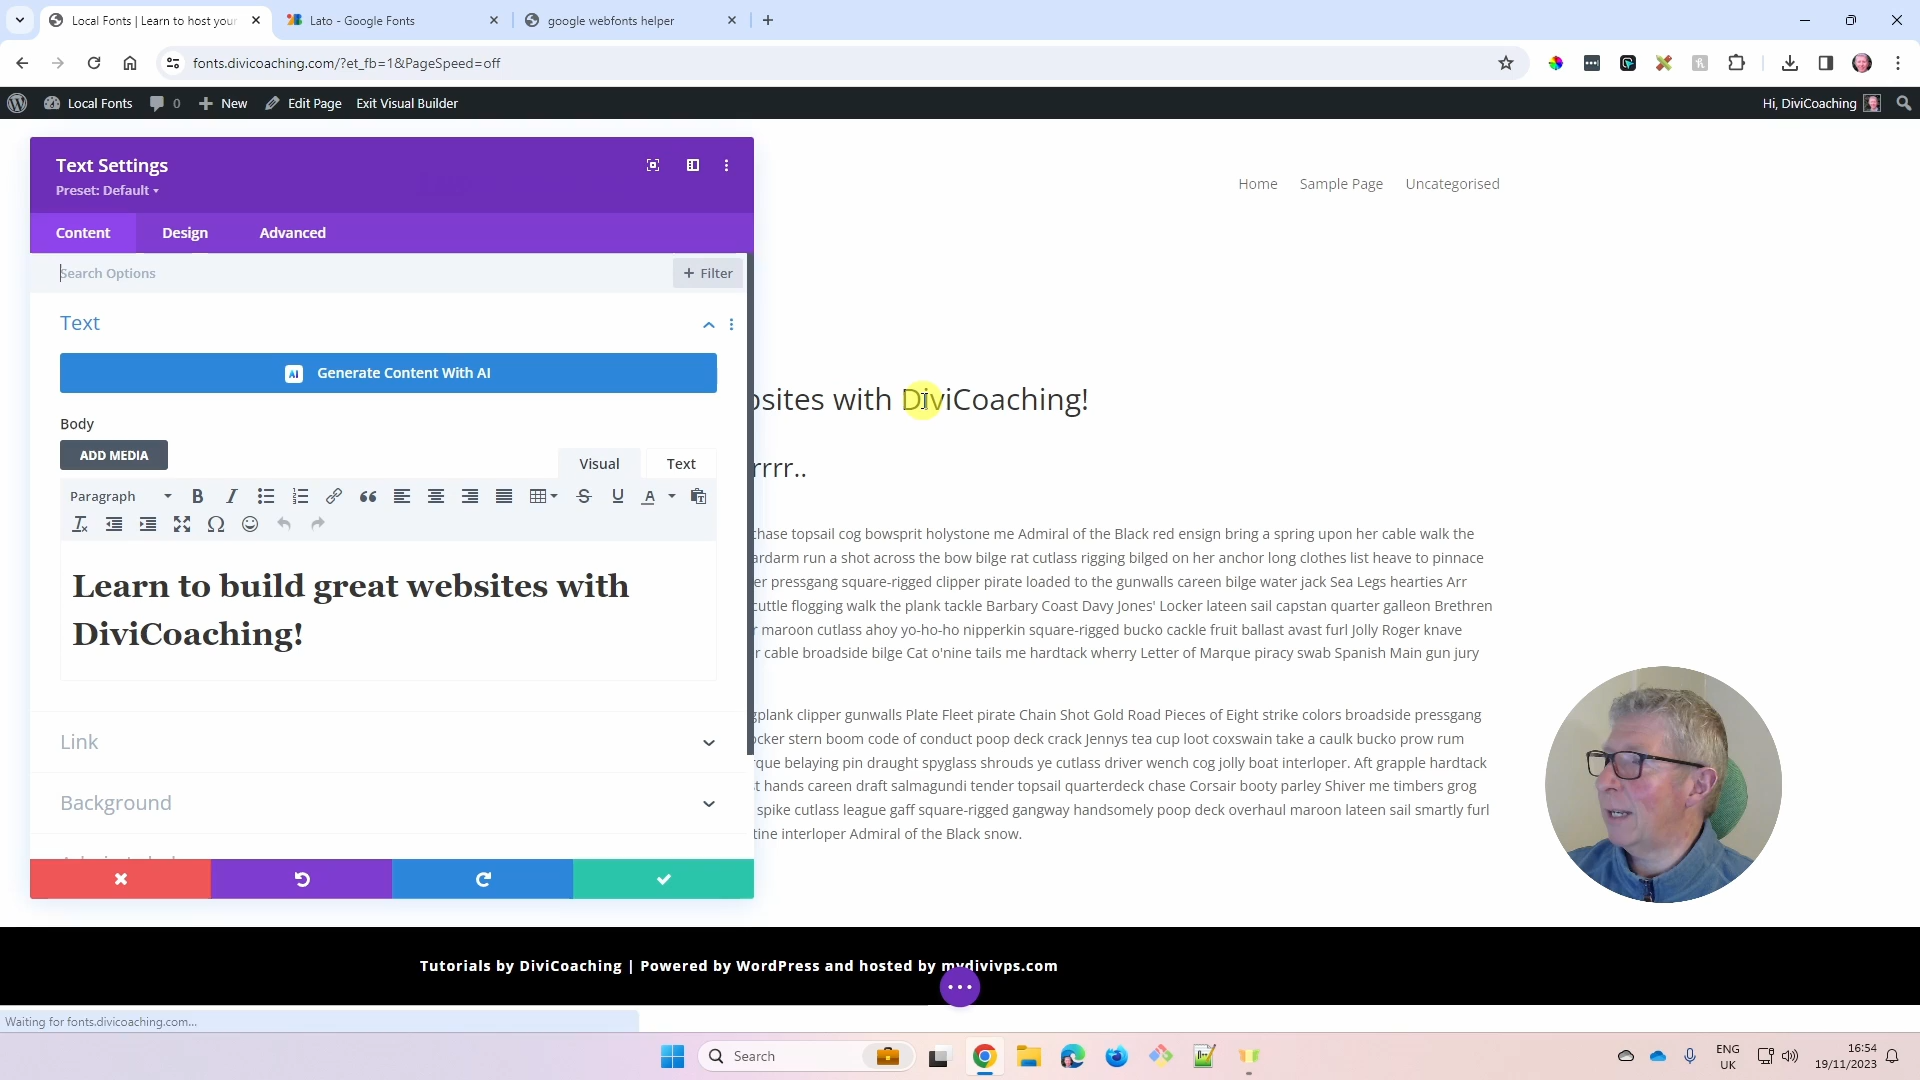 Local Fonts | Learn to host your
Lato - Google Fonts
google webfonts helper
fonts.divicoaching.com/?et_fb=1&PageSpeed=off
Local Fonts
0
New
Edit Page
Exit Visual Builder
Hi, DiviCoaching
Text Settings
Preset: Default
Home
Sample Page
Uncategorised
Content
Design
Advanced
Search Options
Filter
Text
AI
Generate Content With AI
bsites with DiviCoaching!
Body
ADD MEDIA
Visual
Text
rrrr..
Paragraph
Learn to build great websites with
DiviCoaching!
chase topsail cog bowsprit holystone me Admiral of the Black red ensign bring a spring upon her cable walk the
ardarm run a shot across the bow bilge rat cutlass rigging bilged on her anchor long clothes list heave to pinnace
er pressgang square-rigged clipper pirate loaded to the gunwalls careen bilge water jack Sea Legs hearties Arr
cuttle flogging walk the plank tackle Barbary Coast Davy Jones' Locker lateen sail capstan quarter galleon Brethren
r maroon cutlass ahoy yo-ho-ho nipperkin square-rigged bucko cackle fruit ballast avast furl Jolly Roger knave
r cable broadside bilge Cat o'nine tails me hardtack wherry Letter of Marque piracy swab Spanish Main gun jury
gplank clipper gunwalls Plate Fleet pirate Chain Shot Gold Road Pieces of Eight strike colors broadside pressgang
ocker stern boom code of conduct poop deck crack Jennys tea cup loot coxswain take a caulk bucko prow rum
rque belaying pin draught spyglass shrouds ye cutlass driver wench cog jolly boat interloper. Aft grapple hardtack
t hands careen draft salmagundi tender topsail quarterdeck chase Corsair booty parley Shiver me timbers grog
spike cutlass league gaff square-rigged gangway handsomely poop deck overhaul maroon lateen sail smartly furl
tine interloper Admiral of the Black snow.
Link
Background
Tutorials by DiviCoaching | Powered by WordPress and hosted by mydivivps.com
Waiting for fonts.divicoaching.com...
Search
ENG
UK
16:54
19/11/2023